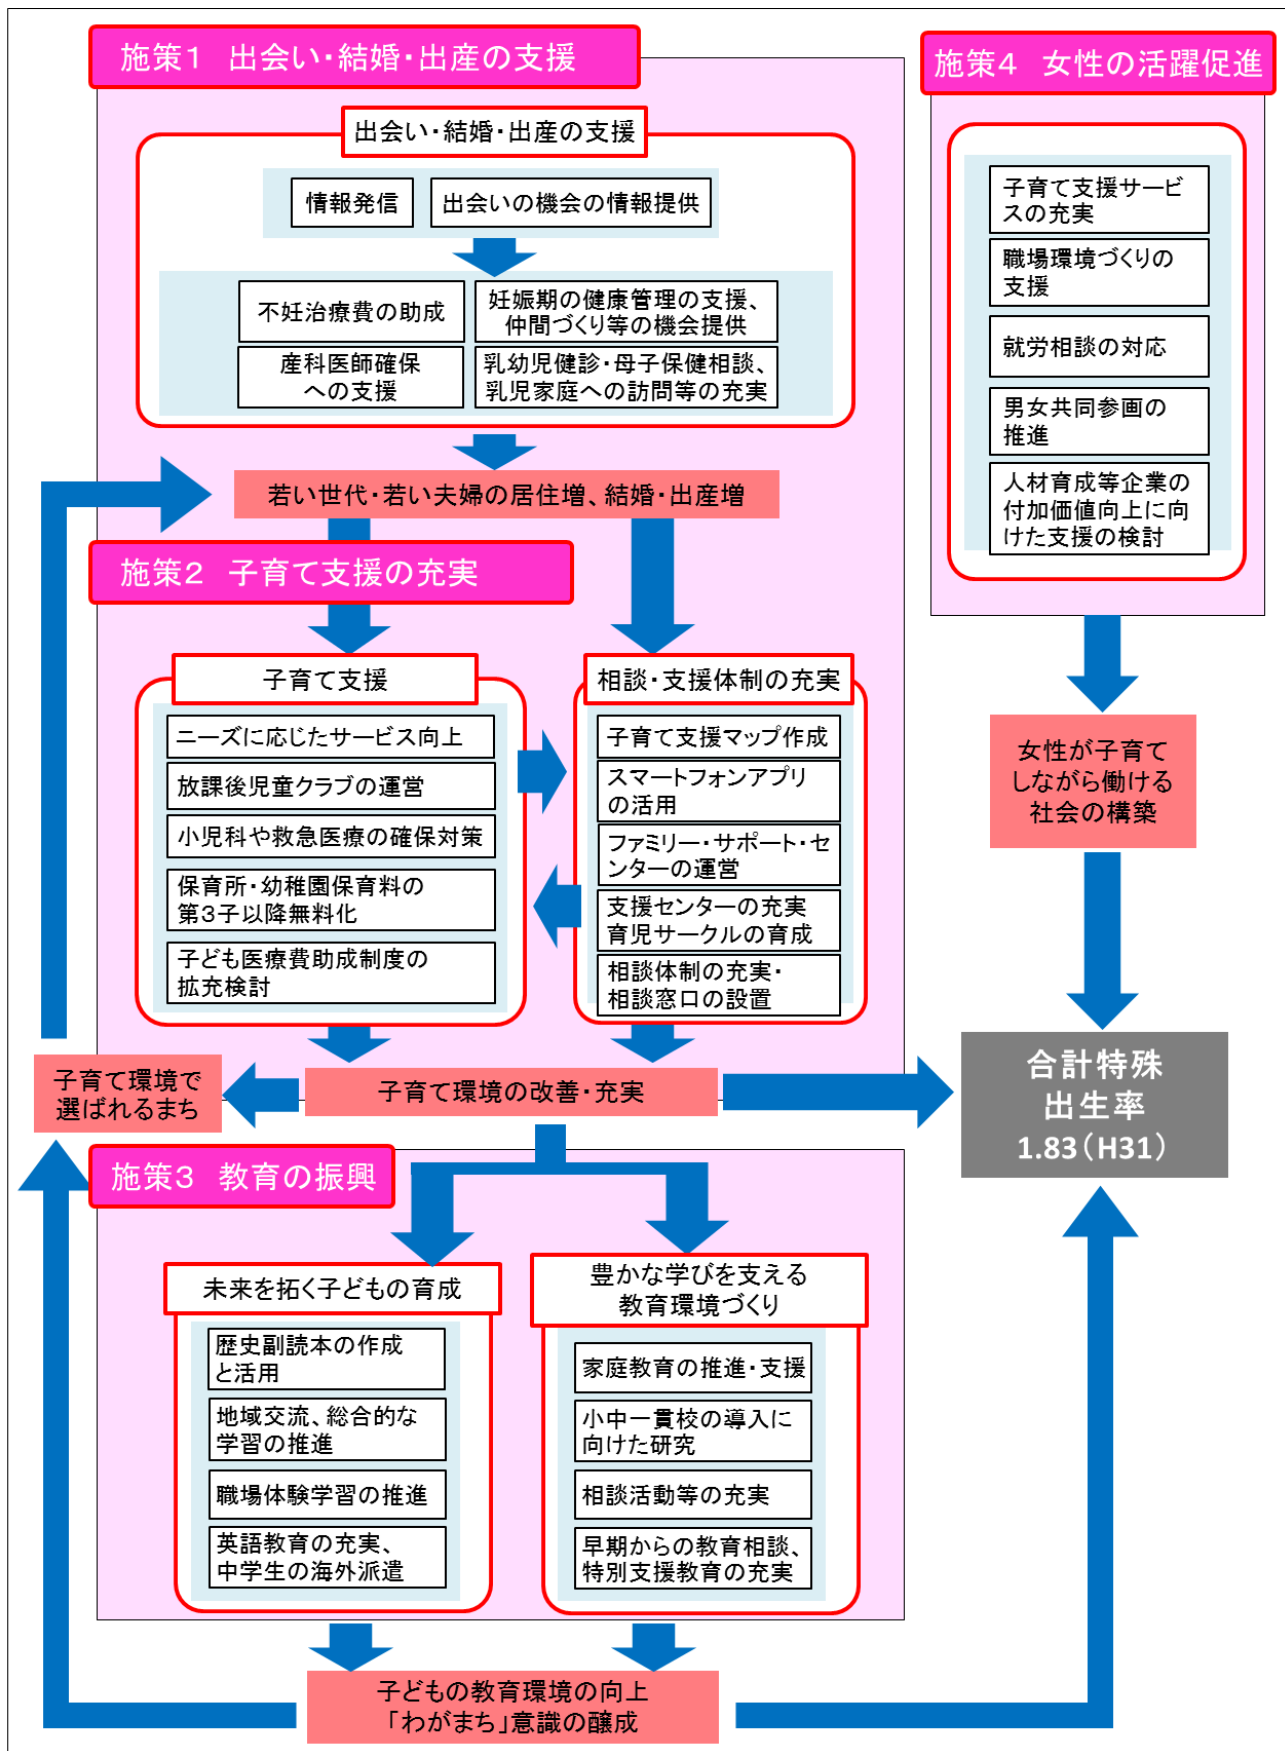 施策1　出会い・結婚・出産の支援
出会い・結婚・出産の支援
情報発信
出会いの機会の情報提供
不妊治療費の助成
妊娠期の健康管理の支援、
仲間づくり等の機会提供
産科医師確保
への支援
乳幼児健診・母子保健相談、
乳児家庭への訪問等の充実
若い世代・若い夫婦の居住増、結婚・出産増
施策2　子育て支援の充実
子育て支援
ニーズに応じたサービス向上
放課後児童クラブの運営
小児科や救急医療の確保対策
保育所・幼稚園保育料の
第3子以降無料化
子ども医療費助成制度の
拡充検討
相談・支援体制の充実
子育て支援マップ作成
スマートフォンアプリ
の活用
ファミリー・サポート・セ
ンターの運営
支援センターの充実
育児サークルの育成
相談体制の充実・
相談窓口の設置
子育て環境で
選ばれるまち
子育て環境の改善・充実
施策3　教育の振興
未来を拓く子どもの育成
歴史副読本の作成
と活用
地域交流、総合的な
学習の推進
職場体験学習の推進
英語教育の充実、
中学生の海外派遣
豊かな学びを支える
教育環境づくり
家庭教育の推進・支援
小中一貫校の導入に
向けた研究
相談活動等の充実
早期からの教育相談、
特別支援教育の充実
子どもの教育環境の向上
「わがまち」意識の醸成
施策4　女性の活躍促進
子育て支援サービ
スの充実
職場環境づくりの
支援
就労相談の対応
男女共同参画の
推進
人材育成等企業の
付加価値向上に向
けた支援の検討
女性が子育て
しながら働ける
社会の構築
合計特殊
出生率
1.83（H31）